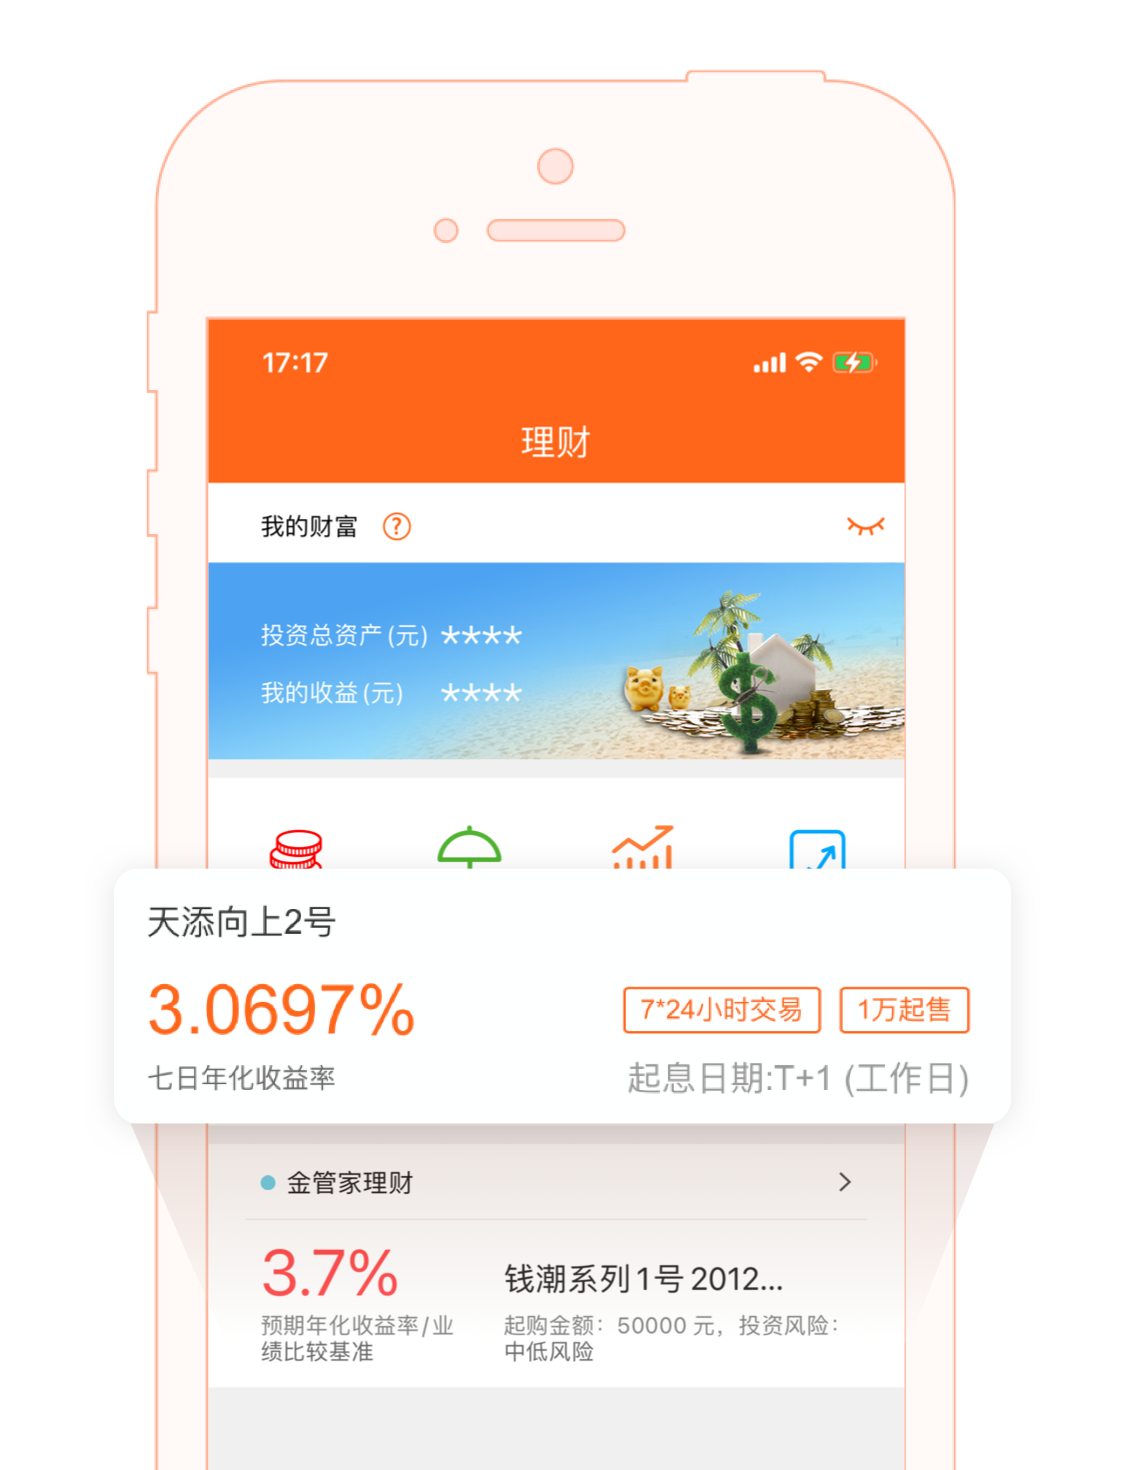 17:17
理财
我的财富 ?
投资总资产(元) ****
我的收益(元) ****
天添向上2号
3.0697%
7*24小时交易 1万起售
七日年化收益率
起息日期:T+1 (工作日)
金管家理财
3.7%
钱潮系列1号 2012...
预期年化收益率/业
绩比较基准
起购金额：50000 元，投资风险：
中低风险